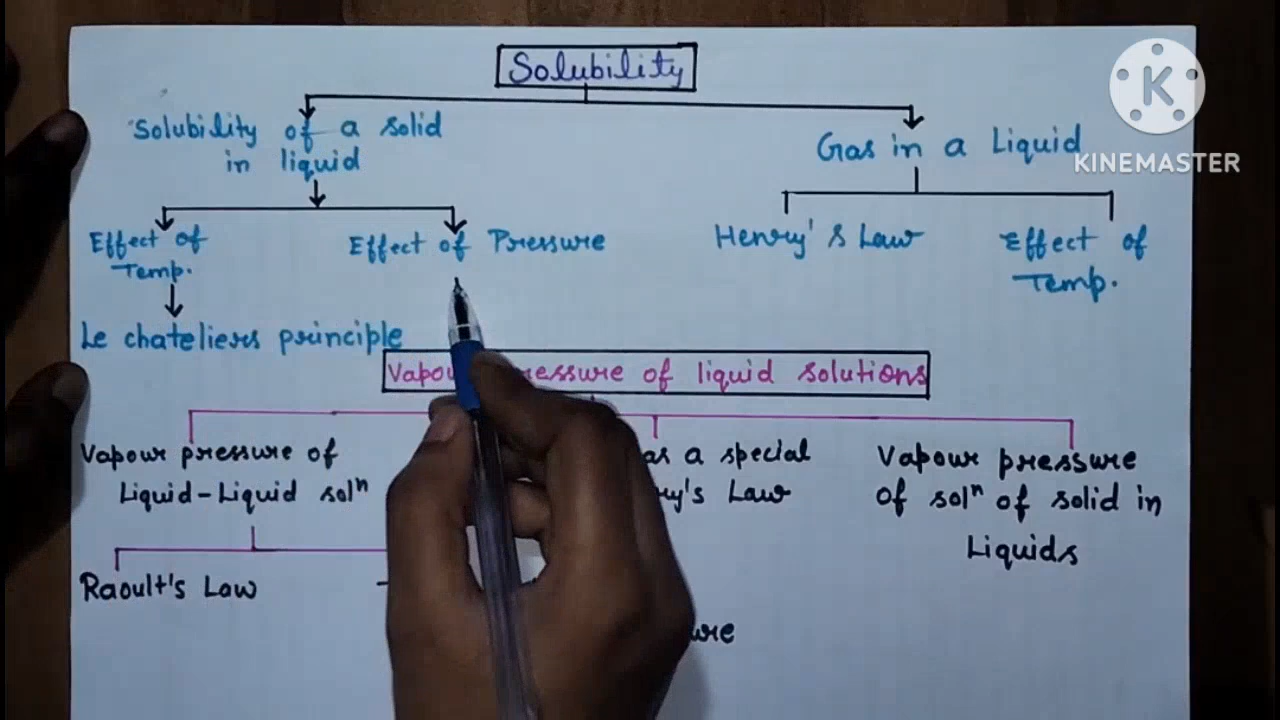 Solubility
Solubility of a solid
in liquid
Gas in a Liquid
KINEMASTER
Effect of
Temp.
Effect of Pressure
Henry's Law
Effect of
Temp.
Le chateliers principle
pressure of liquid solutions
Vapour pressure of
Liquid-Liquid solⁿ
as a special
Law
Vapour pressure
of solⁿ of solid in
Liquids
Raoult's Law